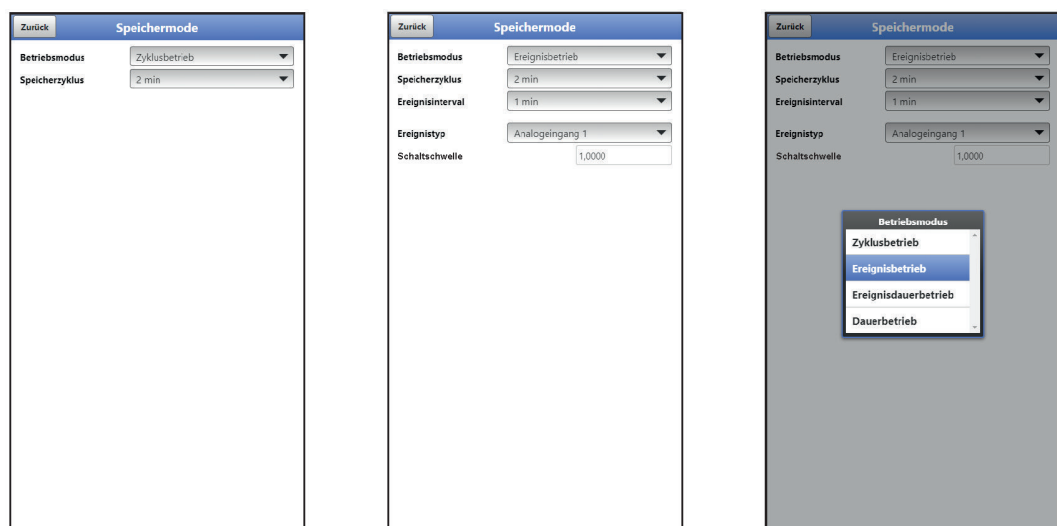 Zurück Speichermode
Betriebsmodus Zyklusbetrieb
Speicherzyklus 2 min
Zurück Speichermode
Betriebsmodus Ereignisbetrieb
Speicherzyklus 2 min
Ereignisinterval 1 min
Ereignistyp Analogeingang 1
Schaltschwelle 1,0000
Zurück Speichermode
Betriebsmodus Ereignisbetrieb
Speicherzyklus 2 min
Ereignisinterval 1 min
Ereignistyp Analogeingang 1
Schaltschwelle 1,0000
Betriebsmodus
Zyklusbetrieb
Ereignisbetrieb
Ereignisdauerbetrieb
Dauerbetrieb